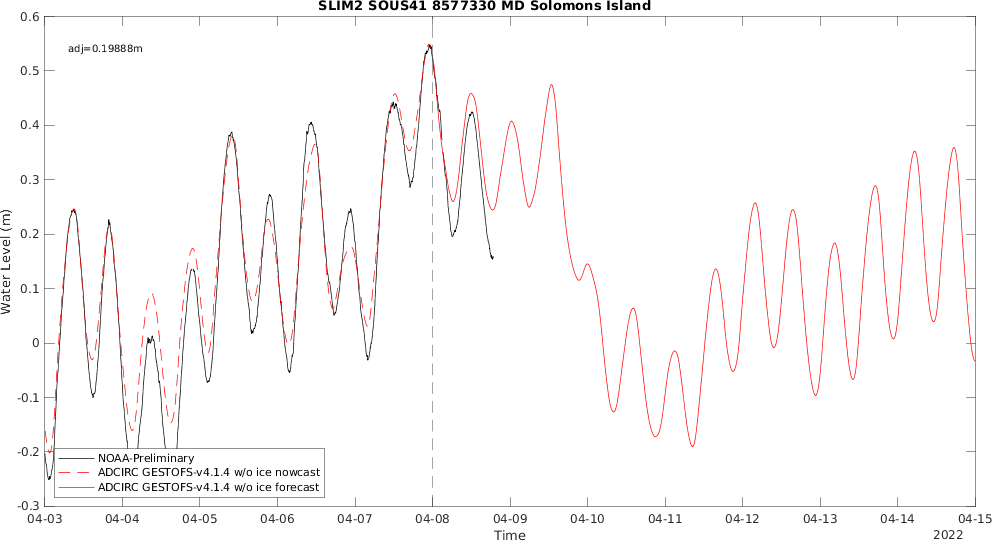 SLIM2 SOUS41 8577330 MD Solomons Island
adj=0.19888m
Water Level (m)
0.6
0.5
0.4
0.3
0.2
0.1
0
-0.1
-0.2
-0.3
NOAA-Preliminary
ADCIRC GESTOFS-v4.1.4 w/o ice nowcast
ADCIRC GESTOFS-v4.1.4 w/o ice forecast
04-03 04-04 04-05 04-06 04-07 04-08 04-09 04-10 04-11 04-12 04-13 04-14 04-15
Time
2022